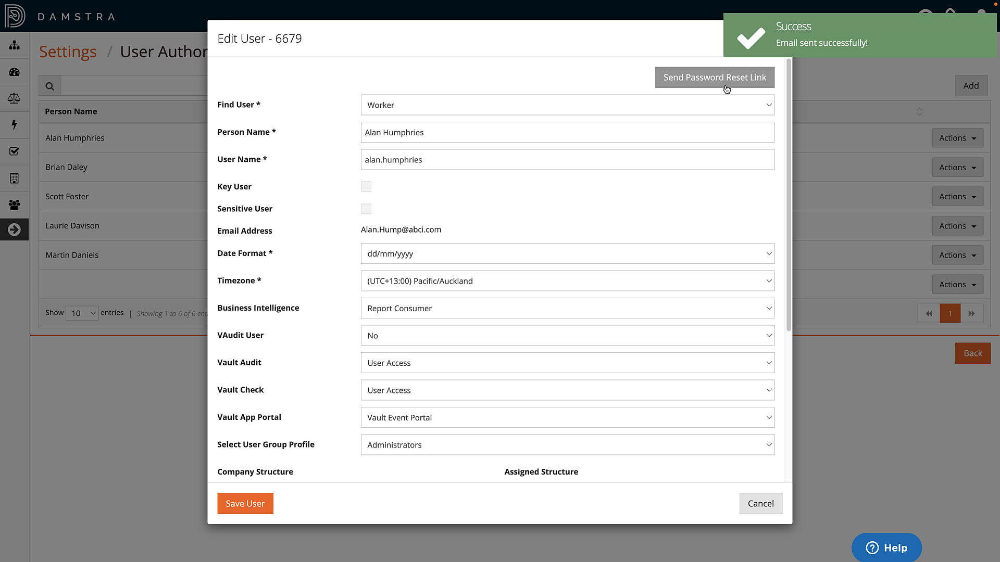 DAMSTRA
Success
Email sent successfully!
Edit User - 6679
Settings / User Author
Send Password Reset Link
Add
Find User * Worker
Person Name
Person Name * Alan Humphries
Alan Humphries Actions
User Name * alan.humphries
Brian Daley Actions
Key User
Scott Foster Actions
Sensitive User
Laurie Davison Actions
Email Address Alan.Hump@abci.com
Date Format * dd/mm/yyyy
Martin Daniels Actions
Timezone * (UTC+13:00) Pacific/Auckland
Actions
Business Intelligence Report Consumer
Show 10 entries | Showing 1 to 6 of 6 ent
1
VAudit User No
Back
Vault Audit User Access
Vault Check User Access
Vault App Portal Vault Event Portal
Select User Group Profile Administrators
Company Structure Assigned Structure
Save User Cancel
? Help